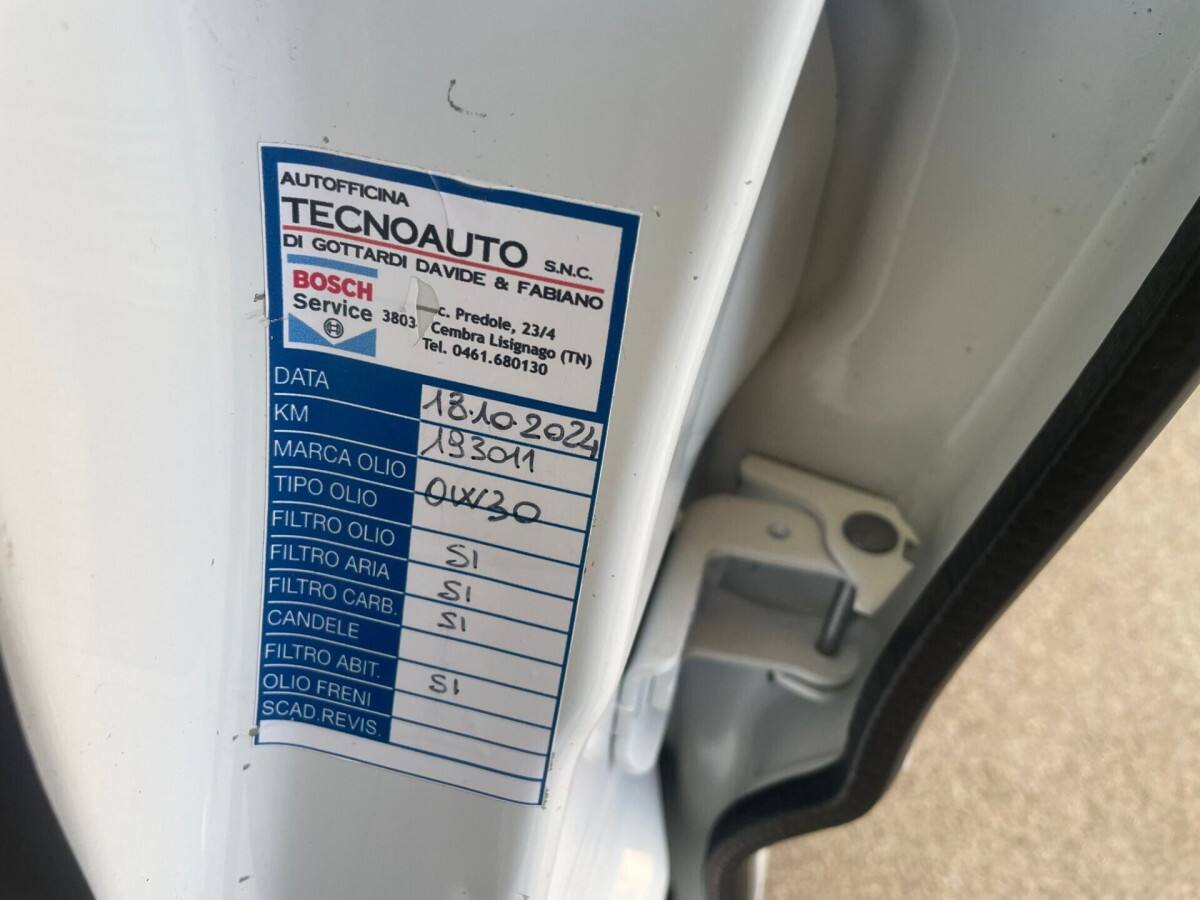 AUTOFFICINA
TECNOAUTO S.N.C.
DI GOTTARDI DAVIDE & FABIANO
BOSCH
Service
c. Predole, 23/4
3803 Cembra Lisignago (TN)
Tel. 0461.680130
DATA 18.10.2024
KM 193011
MARCA OLIO
TIPO OLIO 0W30
FILTRO OLIO SI
FILTRO ARIA SI
FILTRO CARB. SI
CANDELE
FILTRO ABIT. SI
OLIO FRENI
SCAD.REVIS.